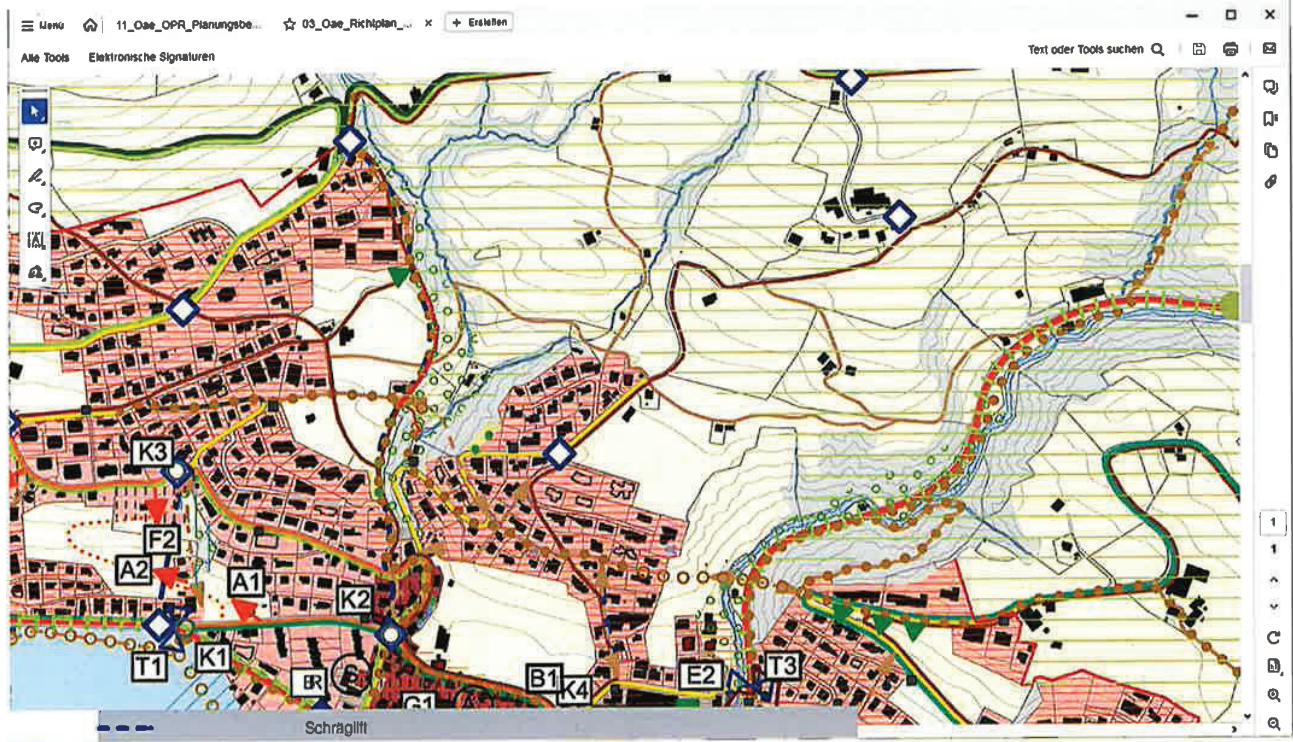 Menü 11_Oae_OPR_Planungsbe... 03_Oae_Richtplan_... × + Erstellen
Alle Tools Elektronische Signaturen Text oder Tools suchen
K3
F2
A2
A1
K2
T1
K1
B1
K4
E2
T3
G1
1
1
Schräglift